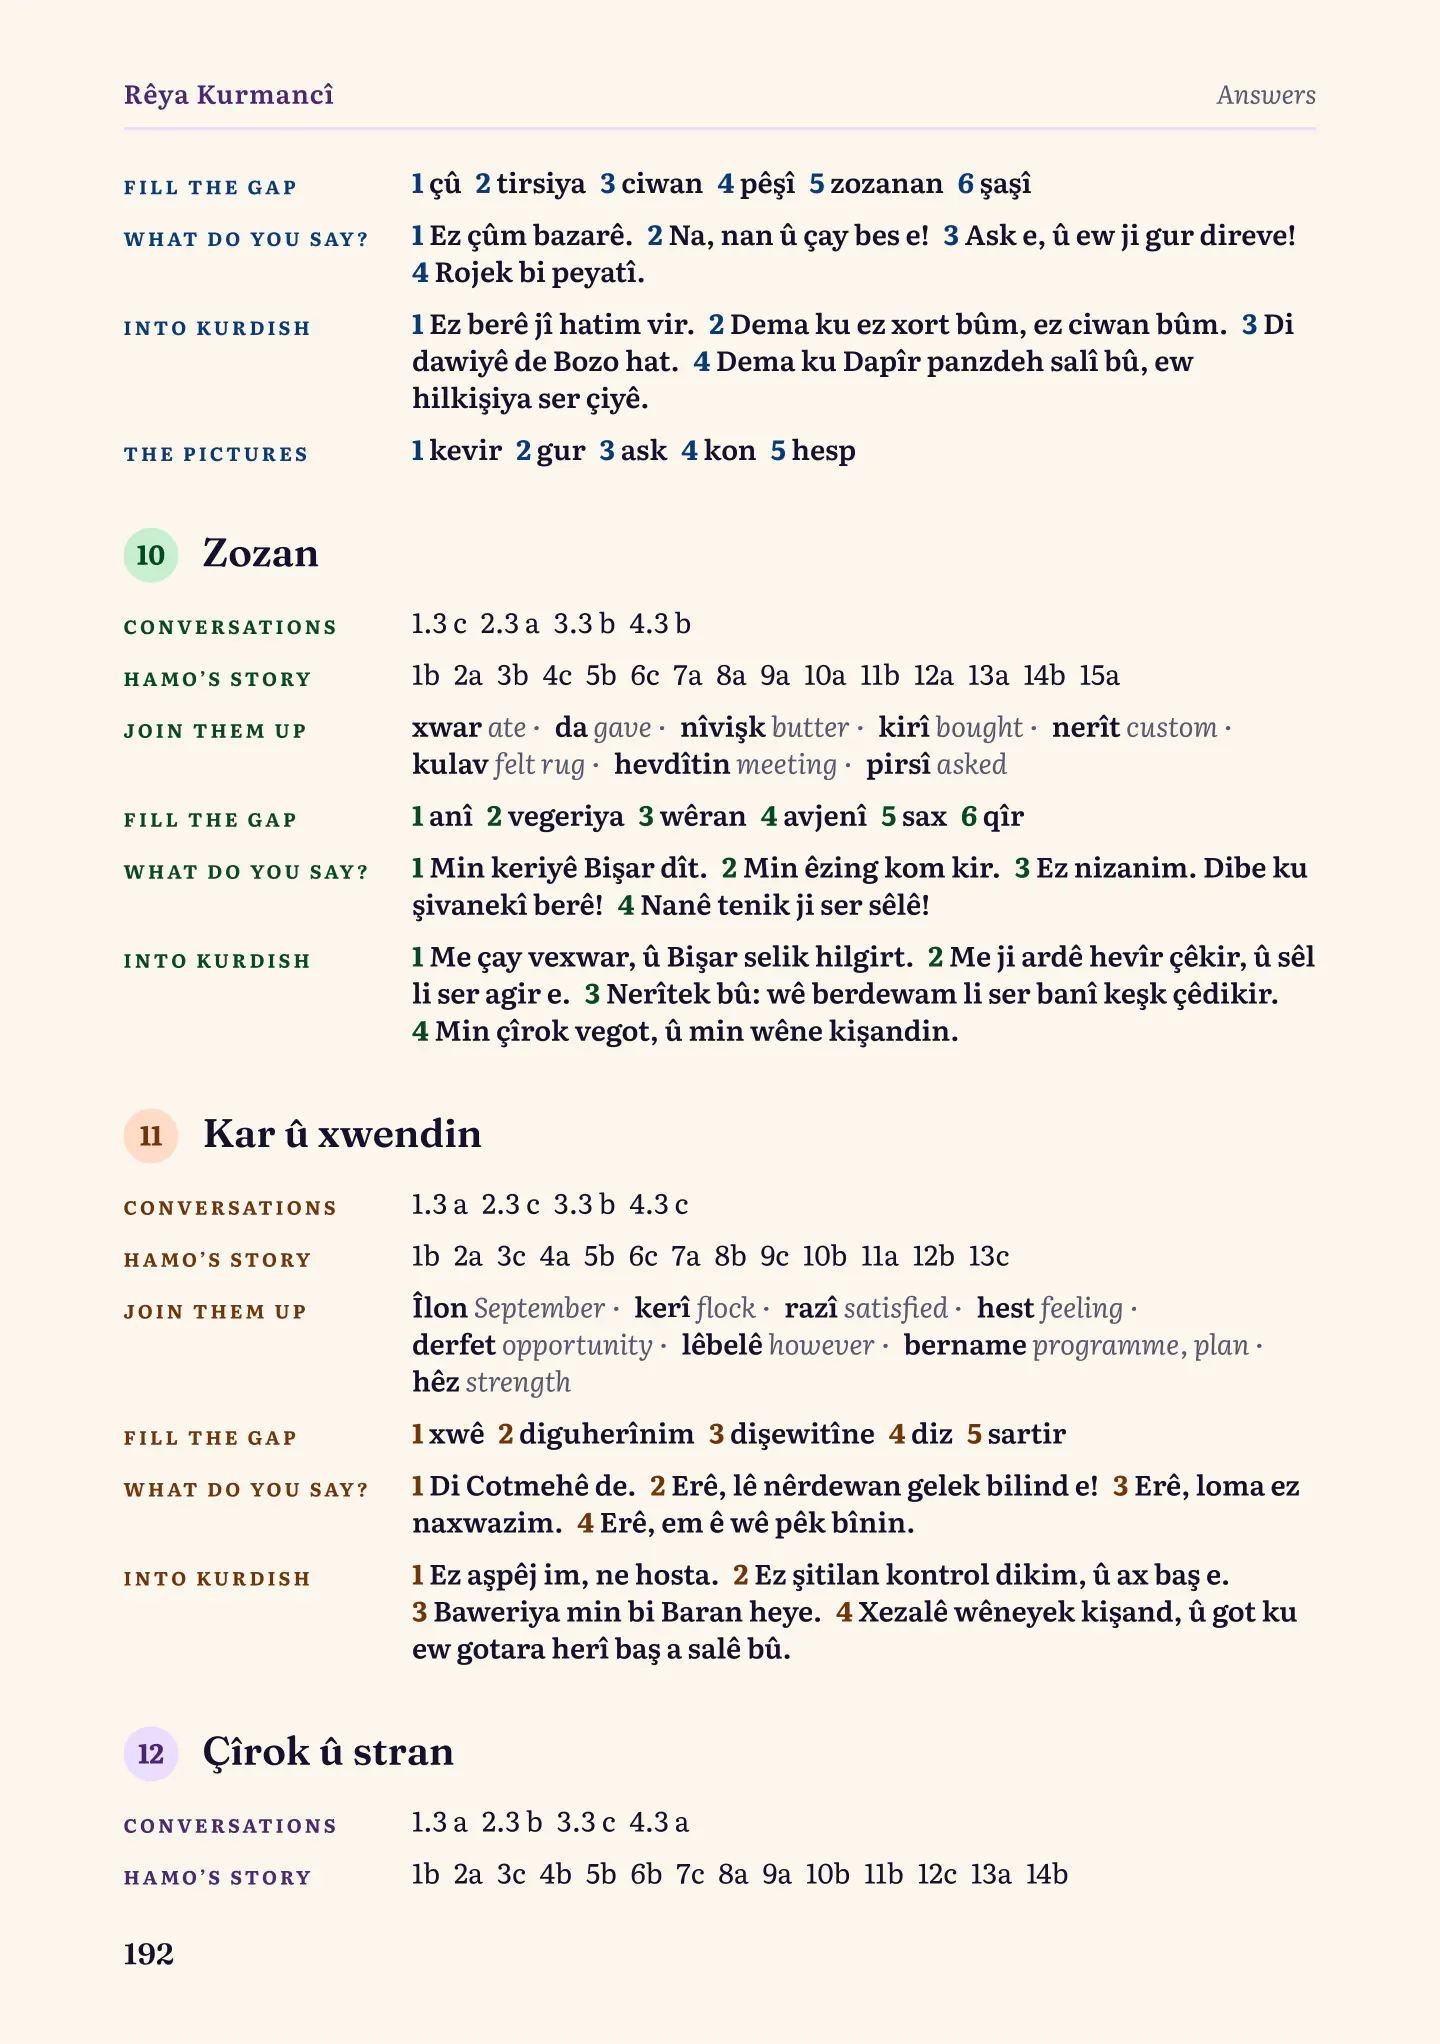 Rêya Kurmancî
Answers
FILL THE GAP
1 çû 2 tirsiya 3 ciwan 4 pêşî 5 zozanan 6 şaşî
WHAT DO YOU SAY?
1 Ez çûm bazarê. 2 Na, nan û çay bes e! 3 Ask e, û ew ji gur direve!
4 Rojek bi peyatî.
INTO KURDISH
1 Ez berê jî hatim vir. 2 Dema ku ez xort bûm, ez ciwan bûm. 3 Di
dawiyê de Bozo hat. 4 Dema ku Dapîr panzdeh salî bû, ew
hilkişiya ser çiyê.
THE PICTURES
1 kevir 2 gur 3 ask 4 kon 5 hesp
10 Zozan
CONVERSATIONS
1.3 c 2.3 a 3.3 b 4.3 b
HAMO’S STORY
1b 2a 3b 4c 5b 6c 7a 8a 9a 10a 11b 12a 13a 14b 15a
JOIN THEM UP
xwar ate · da gave · nîvişk butter · kirî bought · nerît custom ·
kulav felt rug · hevdîtin meeting · pirsî asked
FILL THE GAP
1 anî 2 vegeriya 3 wêran 4 avjenî 5 sax 6 qîr
WHAT DO YOU SAY?
1 Min keriyê Bişar dît. 2 Min êzing kom kir. 3 Ez nizanim. Dibe ku
şivanekî berê! 4 Nanê tenik ji ser sêlê!
INTO KURDISH
1 Me çay vexwar, û Bişar selik hilgirt. 2 Me ji ardê hevîr çêkir, û sêl
li ser agir e. 3 Nerîtek bû: wê berdewam li ser banî keşk çêdikir.
4 Min çîrok vegot, û min wêne kişandin.
11 Kar û xwendin
CONVERSATIONS
1.3 a 2.3 c 3.3 b 4.3 c
HAMO’S STORY
1b 2a 3c 4a 5b 6c 7a 8b 9c 10b 11a 12b 13c
JOIN THEM UP
Îlon September · kerî flock · razî satisfied · hest feeling ·
derfet opportunity · lêbelê however · bername programme, plan ·
hêz strength
FILL THE GAP
1 xwê 2 diguherînim 3 dişewitîne 4 diz 5 sartir
WHAT DO YOU SAY?
1 Di Cotmehê de. 2 Erê, lê nêrdewan gelek bilind e! 3 Erê, loma ez
naxwazim. 4 Erê, em ê wê pêk bînin.
INTO KURDISH
1 Ez aşpêj im, ne hosta. 2 Ez şitilan kontrol dikim, û ax baş e.
3 Baweriya min bi Baran heye. 4 Xezalê wêneyek kişand, û got ku
ew gotara herî baş a salê bû.
12 Çîrok û stran
CONVERSATIONS
1.3 a 2.3 b 3.3 c 4.3 a
HAMO’S STORY
1b 2a 3c 4b 5b 6b 7c 8a 9a 10b 11b 12c 13a 14b
192